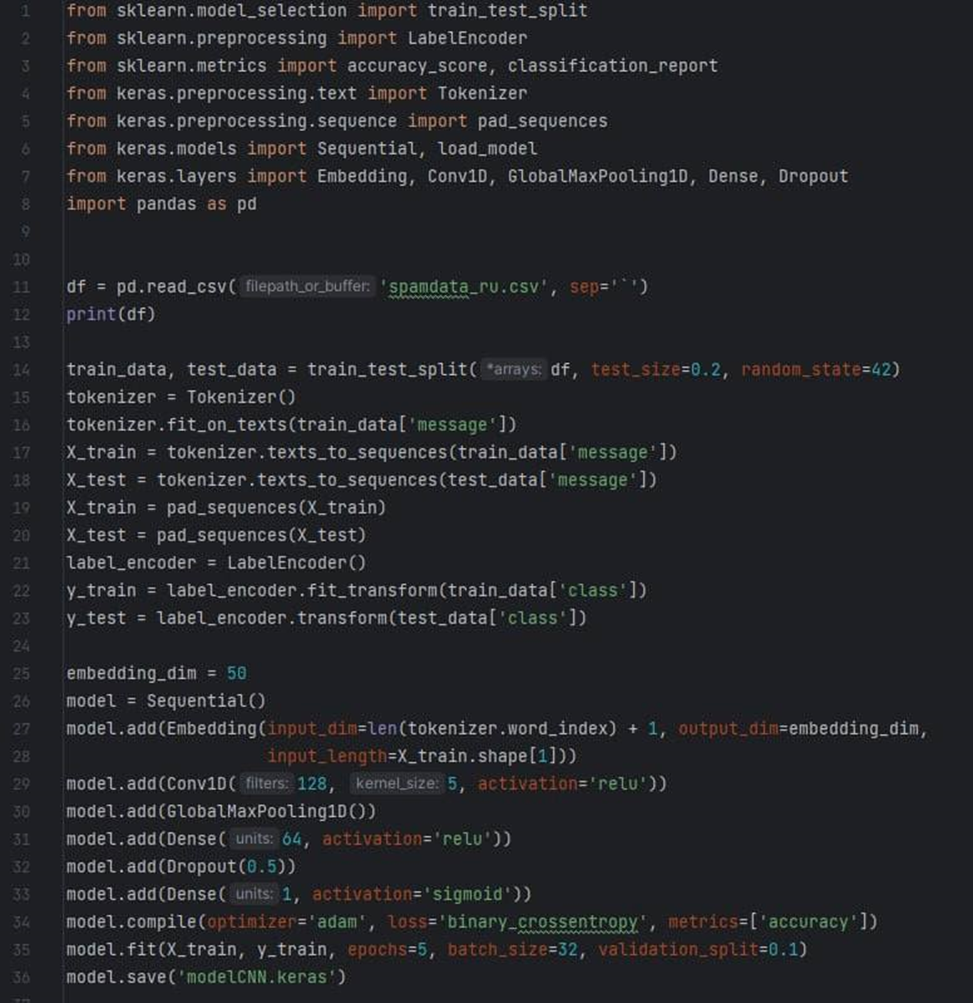 1 from sklearn.model_selection import train_test_split
2 from sklearn.preprocessing import LabelEncoder
3 from sklearn.metrics import accuracy_score, classification_report
4 from keras.preprocessing.text import Tokenizer
5 from keras.preprocessing.sequence import pad_sequences
6 from keras.models import Sequential, load_model
7 from keras.layers import Embedding, Conv1D, GlobalMaxPooling1D, Dense, Dropout
8 import pandas as pd
9
10
11 df = pd.read_csv( filepath_or_buffer: 'spamdata_ru.csv', sep='`')
12 print(df)
13
14 train_data, test_data = train_test_split( *arrays: df, test_size=0.2, random_state=42)
15 tokenizer = Tokenizer()
16 tokenizer.fit_on_texts(train_data['message'])
17 X_train = tokenizer.texts_to_sequences(train_data['message'])
18 X_test = tokenizer.texts_to_sequences(test_data['message'])
19 X_train = pad_sequences(X_train)
20 X_test = pad_sequences(X_test)
21 label_encoder = LabelEncoder()
22 y_train = label_encoder.fit_transform(train_data['class'])
23 y_test = label_encoder.transform(test_data['class'])
24
25 embedding_dim = 50
26 model = Sequential()
27 model.add(Embedding(input_dim=len(tokenizer.word_index) + 1, output_dim=embedding_dim,
28 input_length=X_train.shape[1]))
29 model.add(Conv1D( filters: 128, kernel_size: 5, activation='relu'))
30 model.add(GlobalMaxPooling1D())
31 model.add(Dense( units: 64, activation='relu'))
32 model.add(Dropout(0.5))
33 model.add(Dense( units: 1, activation='sigmoid'))
34 model.compile(optimizer='adam', loss='binary_crossentropy', metrics=['accuracy'])
35 model.fit(X_train, y_train, epochs=5, batch_size=32, validation_split=0.1)
36 model.save('modelCNN.keras')